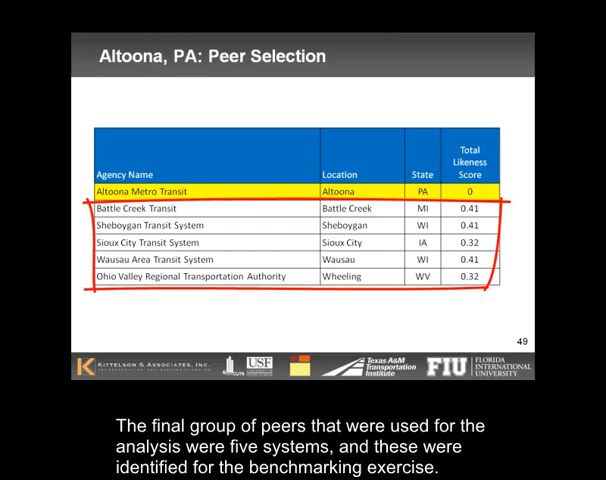 Altoona, PA: Peer Selection
Agency Name Location State Total Likeness Score
Altoona Metro Transit Altoona PA 0
Battle Creek Transit Battle Creek MI 0.41
Sheboygan Transit System Sheboygan WI 0.41
Sioux City Transit System Sioux City IA 0.32
Wausau Area Transit System Wausau WI 0.41
Ohio Valley Regional Transportation Authority Wheeling WV 0.32
49
KITTELSON & ASSOCIATES, INC.
CUTR
USF
Texas A&M
Transportation
Institute
FIU
FLORIDA
INTERNATIONAL
UNIVERSITY
The final group of peers that were used for the
analysis were five systems, and these were
identified for the benchmarking exercise.